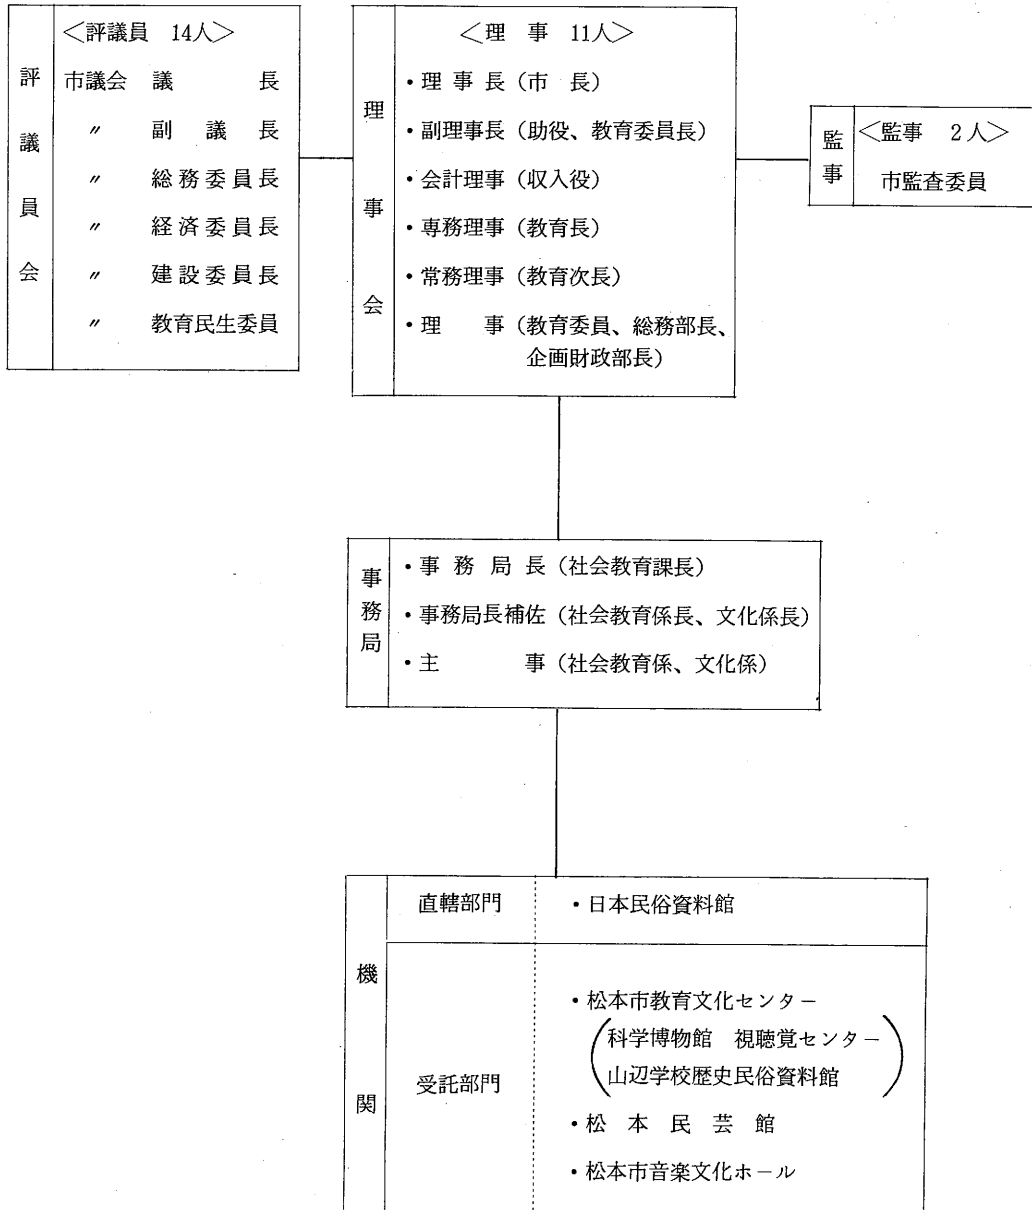 評議員会
<評議員 14人>
市議会 議長
〃 副議長
〃 総務委員長
〃 経済委員長
〃 建設委員長
〃 教育民生委員
理事会
<理事 11人>
・理事長(市長)
・副理事長(助役、教育委員長)
・会計理事(収入役)
・専務理事(教育長)
・常務理事(教育次長)
・理事(教育委員、総務部長、
企画財政部長)
監事
<監事 2人>
市監査委員
事務局
・事務局長(社会教育課長)
・事務局長補佐(社会教育係長、文化係長)
・主事(社会教育係、文化係)
機関
直轄部門
・日本民俗資料館
受託部門
・松本市教育文化センター
(科学博物館 視聴覚センター
山辺学校歴史民俗資料館)
・松本民芸館
・松本市音楽文化ホール